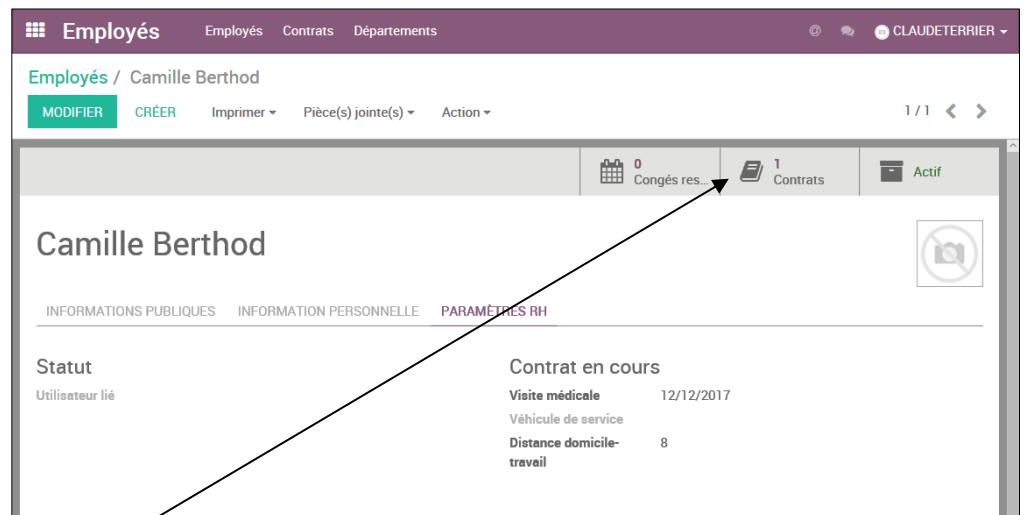 Employés Employés Contrats Départements @ CLAUDETERRIER
Employés / Camille Berthod
MODIFIER CRÉER Imprimer Pièce(s) jointe(s) Action 1 / 1
0 Congés res... 1 Contrats Actif
Camille Berthod
INFORMATIONS PUBLIQUES INFORMATION PERSONNELLE PARAMÈTRES RH
Statut Contrat en cours
Utilisateur lié Visite médicale 12/12/2017
Véhicule de service
Distance domicile- 8
travail